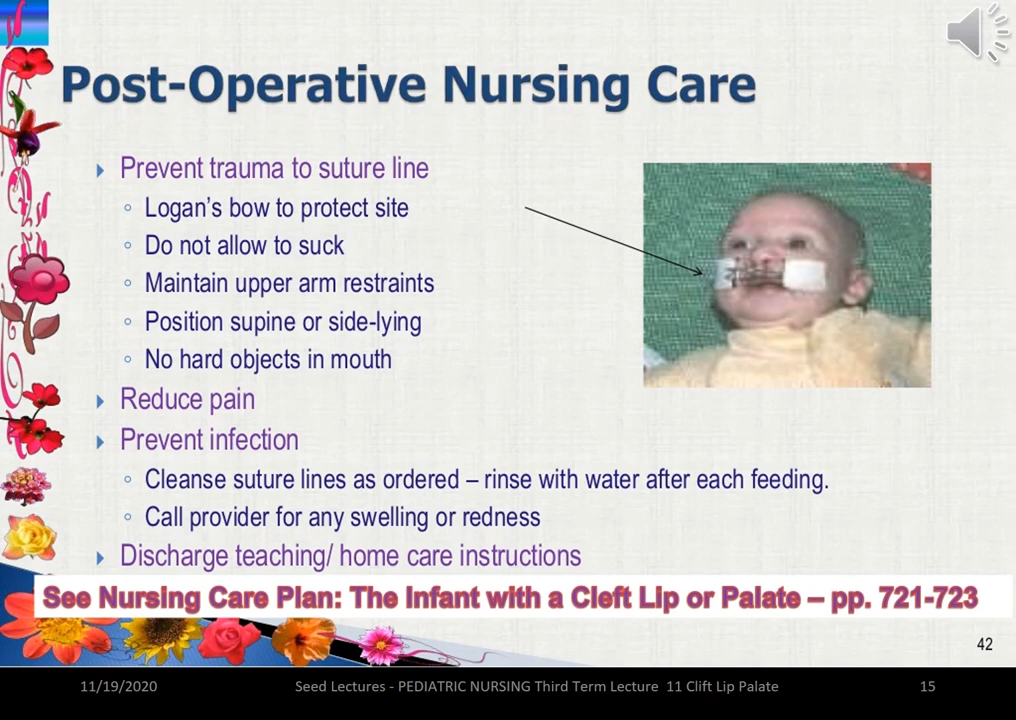 Post-Operative Nursing Care
Prevent trauma to suture line
Logan’s bow to protect site
Do not allow to suck
Maintain upper arm restraints
Position supine or side-lying
No hard objects in mouth
Reduce pain
Prevent infection
Cleanse suture lines as ordered – rinse with water after each feeding.
Call provider for any swelling or redness
Discharge teaching/ home care instructions
See Nursing Care Plan: The Infant with a Cleft Lip or Palate – pp. 721-723
42
11/19/2020 Seed Lectures - PEDIATRIC NURSING Third Term Lecture 11 Clift Lip Palate 15